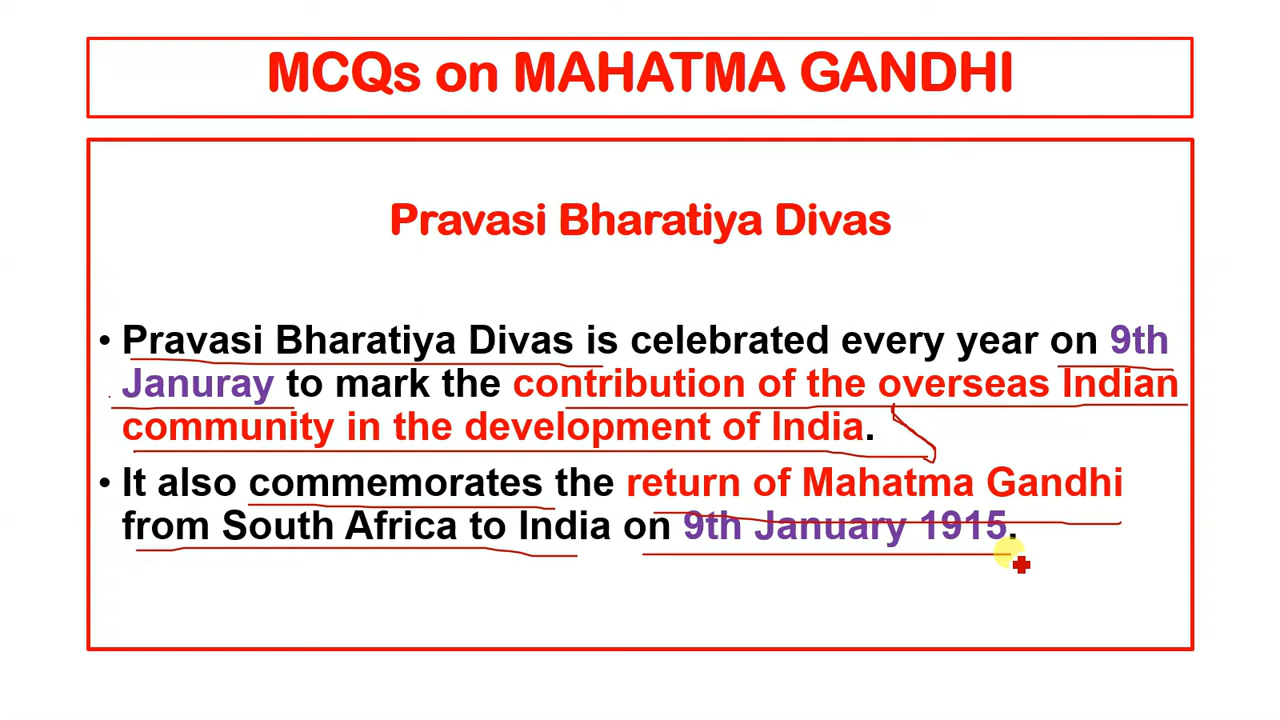 MCQs on MAHATMA GANDHI
Pravasi Bharatiya Divas
• Pravasi Bharatiya Divas is celebrated every year on 9th
Januray to mark the contribution of the overseas Indian
community in the development of India.
• It also commemorates the return of Mahatma Gandhi
from South Africa to India on 9th January 1915.